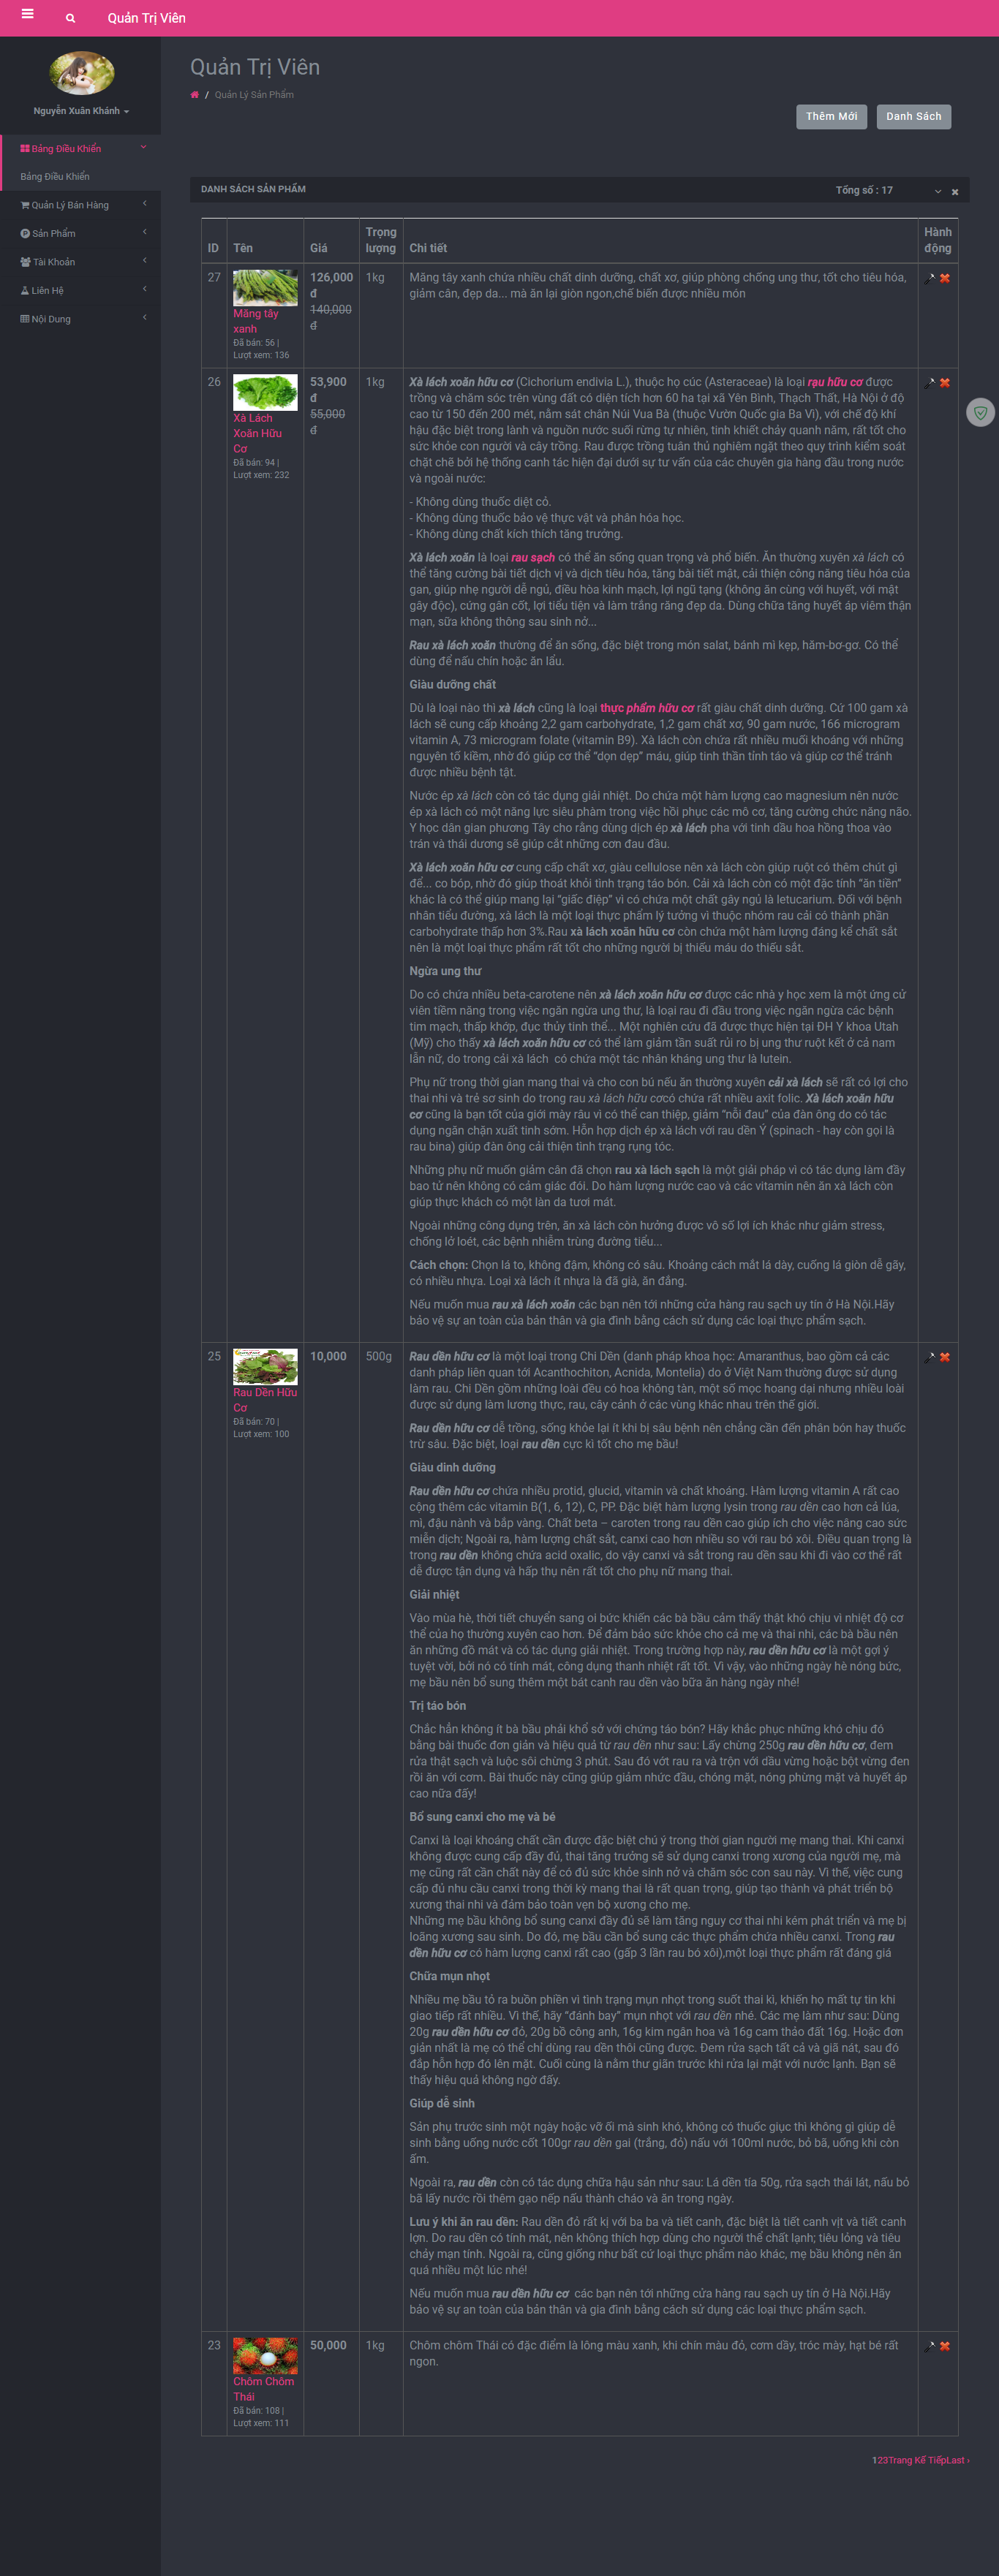 Quản Trị Viên
Nguyễn Xuân Khánh
Bảng Điều Khiển
Bảng Điều Khiển
Quản Lý Bán Hàng
Sản Phẩm
Tài Khoản
Liên Hệ
Nội Dung
Quản Trị Viên
/ Quản Lý Sản Phẩm
Thêm Mới Danh Sách
DANH SÁCH SẢN PHẨM Tổng số : 17
ID Tên Giá Trọng lượng Chi tiết Hành động
27
Măng tây
xanh
Đã bán: 56 |
Lượt xem: 136
126,000
đ
140,000
đ
1kg
Măng tây xanh chứa nhiều chất dinh dưỡng, chất xơ, giúp phòng chống ung thư, tốt cho tiêu hóa,
giảm cân, đẹp da... mà ăn lại giòn ngon,chế biến được nhiều món
26
Xà Lách
Xoăn Hữu
Cơ
Đã bán: 94 |
Lượt xem: 232
53,900
đ
55,000
đ
1kg
Xà lách xoăn hữu cơ (Cichorium endivia L.), thuộc họ cúc (Asteraceae) là loại rạu hữu cơ được
trồng và chăm sóc trên vùng đất có diện tích hơn 60 ha tại xã Yên Bình, Thạch Thất, Hà Nội ở độ
cao từ 150 đến 200 mét, nằm sát chân Núi Vua Bà (thuộc Vườn Quốc gia Ba Vì), với chế độ khí
hậu đặc biệt trong lành và nguồn nước suối rừng tự nhiên, tinh khiết chảy quanh năm, rất tốt cho
sức khỏe con người và cây trồng. Rau được trồng tuân thủ nghiêm ngặt theo quy trình kiểm soát
chặt chẽ bởi hệ thống canh tác hiện đại dưới sự tư vấn của các chuyên gia hàng đầu trong nước
và ngoài nước:
- Không dùng thuốc diệt cỏ.
- Không dùng thuốc bảo vệ thực vật và phân hóa học.
- Không dùng chất kích thích tăng trưởng.
Xà lách xoăn là loại rau sạch có thể ăn sống quan trọng và phổ biến. Ăn thường xuyên xà lách có
thể tăng cường bài tiết dịch vị và dịch tiêu hóa, tăng bài tiết mật, cải thiện công năng tiêu hóa của
gan, giúp nhẹ người dễ ngủ, điều hòa kinh mạch, lợi ngũ tạng (không ăn cùng với huyết, với mật
gây độc), cứng gân cốt, lợi tiểu tiện và làm trắng răng đẹp da. Dùng chữa tăng huyết áp viêm thận
mạn, sữa không thông sau sinh nở...
Rau xà lách xoăn thường để ăn sống, đặc biệt trong món salat, bánh mì kẹp, hăm-bơ-gơ. Có thể
dùng để nấu chín hoặc ăn lẩu.
Giàu dưỡng chất
Dù là loại nào thì xà lách cũng là loại thực phẩm hữu cơ rất giàu chất dinh dưỡng. Cứ 100 gam xà
lách sẽ cung cấp khoảng 2,2 gam carbohydrate, 1,2 gam chất xơ, 90 gam nước, 166 microgram
vitamin A, 73 microgram folate (vitamin B9). Xà lách còn chứa rất nhiều muối khoáng với những
nguyên tố kiềm, nhờ đó giúp cơ thể “dọn dẹp” máu, giúp tinh thần tỉnh táo và giúp cơ thể tránh
được nhiều bệnh tật.
Nước ép xà lách còn có tác dụng giải nhiệt. Do chứa một hàm lượng cao magnesium nên nước
ép xà lách có một năng lực siêu phàm trong việc hồi phục các mô cơ, tăng cường chức năng não.
Y học dân gian phương Tây cho rằng dùng dịch ép xà lách pha với tinh dầu hoa hồng thoa vào
trán và thái dương sẽ giúp cắt những cơn đau đầu.
Xà lách xoăn hữu cơ cung cấp chất xơ, giàu cellulose nên xà lách còn giúp ruột có thêm chút gì
để... co bóp, nhờ đó giúp thoát khỏi tình trạng táo bón. Cải xà lách còn có một đặc tính “ăn tiền”
khác là có thể giúp mang lại “giấc điệp” vì có chứa một chất gây ngủ là letucarium. Đối với bệnh
nhân tiểu đường, xà lách là một loại thực phẩm lý tưởng vì thuộc nhóm rau cải có thành phần
carbohydrate thấp hơn 3%.Rau xà lách xoăn hữu cơ còn chứa một hàm lượng đáng kể chất sắt
nên là một loại thực phẩm rất tốt cho những người bị thiếu máu do thiếu sắt.
Ngừa ung thư
Do có chứa nhiều beta-carotene nên xà lách xoăn hữu cơ được các nhà y học xem là một ứng cử
viên tiềm năng trong việc ngăn ngừa ung thư, là loại rau đi đầu trong việc ngăn ngừa các bệnh
tim mạch, thấp khớp, đục thủy tinh thể... Một nghiên cứu đã được thực hiện tại ĐH Y khoa Utah
(Mỹ) cho thấy xà lách xoăn hữu cơ có thể làm giảm tần suất rủi ro bị ung thư ruột kết ở cả nam
lẫn nữ, do trong cải xà lách có chứa một tác nhân kháng ung thư là lutein.
Phụ nữ trong thời gian mang thai và cho con bú nếu ăn thường xuyên cải xà lách sẽ rất có lợi cho
thai nhi và trẻ sơ sinh do trong rau xà lách hữu cơcó chứa rất nhiều axit folic. Xà lách xoăn hữu
cơ cũng là bạn tốt của giới mày râu vì có thể can thiệp, giảm “nỗi đau” của đàn ông do có tác
dụng ngăn chặn xuất tinh sớm. Hỗn hợp dịch ép xà lách với rau dền Ý (spinach - hay còn gọi là
rau bina) giúp đàn ông cải thiện tình trạng rụng tóc.
Những phụ nữ muốn giảm cân đã chọn rau xà lách sạch là một giải pháp vì có tác dụng làm đầy
bao tử nên không có cảm giác đói. Do hàm lượng nước cao và các vitamin nên ăn xà lách còn
giúp thực khách có một làn da tươi mát.
Ngoài những công dụng trên, ăn xà lách còn hưởng được vô số lợi ích khác như giảm stress,
chống lở loét, các bệnh nhiễm trùng đường tiểu...
Cách chọn: Chọn lá to, không dậm, không có sâu. Khoảng cách mắt lá dày, cuống lá giòn dễ gãy,
có nhiều nhựa. Loại xà lách ít nhựa là đã già, ăn đắng.
Nếu muốn mua rau xà lách xoăn các bạn nên tới những cửa hàng rau sạch uy tín ở Hà Nội.Hãy
bảo vệ sự an toàn của bản thân và gia đình bằng cách sử dụng các loại thực phẩm sạch.
25
Rau Dền Hữu
Cơ
Đã bán: 70 |
Lượt xem: 100
10,000
500g
Rau dền hữu cơ là một loại trong Chi Dền (danh pháp khoa học: Amaranthus, bao gồm cả các
danh pháp liên quan tới Acanthochiton, Acnida, Montelia) do ở Việt Nam thường được sử dụng
làm rau. Chi Dền gồm những loài đều có hoa không tàn, một số mọc hoang dại nhưng nhiều loài
được sử dụng làm lương thực, rau, cây cảnh ở các vùng khác nhau trên thế giới.
Rau dền hữu cơ dễ trồng, sống khỏe lại ít khi bị sâu bệnh nên chẳng cần đến phân bón hay thuốc
trừ sâu. Đặc biệt, loại rau dền cực kì tốt cho mẹ bầu!
Giàu dinh dưỡng
Rau dền hữu cơ chứa nhiều protid, glucid, vitamin và chất khoáng. Hàm lượng vitamin A rất cao
cộng thêm các vitamin B(1, 6, 12), C, PP. Đặc biệt hàm lượng lysin trong rau dền cao hơn cả lúa,
mì, đậu nành và bắp vàng. Chất beta – caroten trong rau dền cao giúp ích cho việc nâng cao sức
miễn dịch; Ngoài ra, hàm lượng chất sắt, canxi cao hơn nhiều so với rau bó xôi. Điều quan trọng là
trong rau dền không chứa acid oxalic, do vậy canxi và sắt trong rau dền sau khi đi vào cơ thể rất
dễ được tận dụng và hấp thụ nên rất tốt cho phụ nữ mang thai.
Giải nhiệt
Vào mùa hè, thời tiết chuyển sang oi bức khiến các bà bầu cảm thấy thật khó chịu vì nhiệt độ cơ
thể của họ thường xuyên cao hơn. Để đảm bảo sức khỏe cho cả mẹ và thai nhi, các bà bầu nên
ăn những đồ mát và có tác dụng giải nhiệt. Trong trường hợp này, rau dền hữu cơ là một gợi ý
tuyệt vời, bởi nó có tính mát, công dụng thanh nhiệt rất tốt. Vì vậy, vào những ngày hè nóng bức,
mẹ bầu nên bổ sung thêm một bát canh rau dền vào bữa ăn hàng ngày nhé!
Trị táo bón
Chắc hẳn không ít bà bầu phải khổ sở với chứng táo bón? Hãy khắc phục những khó chịu đó
bằng bài thuốc đơn giản và hiệu quả từ rau dền như sau: Lấy chừng 250g rau dền hữu cơ, đem
rửa thật sạch và luộc sôi chừng 3 phút. Sau đó vớt rau ra và trộn với dầu vừng hoặc bột vừng đen
rồi ăn với cơm. Bài thuốc này cũng giúp giảm nhức đầu, chóng mặt, nóng phừng mặt và huyết áp
cao nữa đấy!
Bổ sung canxi cho mẹ và bé
Canxi là loại khoáng chất cần được đặc biệt chú ý trong thời gian người mẹ mang thai. Khi canxi
không được cung cấp đầy đủ, thai tăng trưởng sẽ sử dụng canxi trong xương của người mẹ, mà
mẹ cũng rất cần chất này để có đủ sức khỏe sinh nở và chăm sóc con sau này. Vì thế, việc cung
cấp đủ nhu cầu canxi trong thời kỳ mang thai là rất quan trọng, giúp tạo thành và phát triển bộ
xương thai nhi và đảm bảo toàn vẹn bộ xương cho mẹ.
Những mẹ bầu không bổ sung canxi đầy đủ sẽ làm tăng nguy cơ thai nhi kém phát triển và mẹ bị
loãng xương sau sinh. Do đó, mẹ bầu cần bổ sung các thực phẩm chứa nhiều canxi. Trong rau
dền hữu cơ có hàm lượng canxi rất cao (gấp 3 lần rau bó xôi),một loại thực phẩm rất đáng giá
Chữa mụn nhọt
Nhiều mẹ bầu tỏ ra buồn phiền vì tình trạng mụn nhọt trong suốt thai kì, khiến họ mất tự tin khi
giao tiếp rất nhiều. Vì thế, hãy “đánh bay” mụn nhọt với rau dền nhé. Các mẹ làm như sau: Dùng
20g rau dền hữu cơ đỏ, 20g bồ công anh, 16g kim ngân hoa và 16g cam thảo đất 16g. Hoặc đơn
giản nhất là mẹ có thể chỉ dùng rau dền thôi cũng được. Đem rửa sạch tất cả và giã nát, sau đó
đắp hỗn hợp đó lên mặt. Cuối cùng là nằm thư giãn trước khi rửa lại mặt với nước lạnh. Bạn sẽ
thấy hiệu quả không ngờ đấy.
Giúp dễ sinh
Sản phụ trước sinh một ngày hoặc vỡ ối mà sinh khó, không có thuốc giục thì không gì giúp dễ
sinh bằng uống nước cốt 100gr rau dền gai (trắng, đỏ) nấu với 100ml nước, bỏ bã, uống khi còn
ấm.
Ngoài ra, rau dền còn có tác dụng chữa hậu sản như sau: Lá dền tía 50g, rửa sạch thái lát, nấu bỏ
bã lấy nước rồi thêm gạo nếp nấu thành cháo và ăn trong ngày.
Lưu ý khi ăn rau dền: Rau dền đỏ rất kị với ba ba và tiết canh, đặc biệt là tiết canh vịt và tiết canh
lợn. Do rau dền có tính mát, nên không thích hợp dùng cho người thể chất lạnh; tiêu lỏng và tiêu
chảy mạn tính. Ngoài ra, cũng giống như bất cứ loại thực phẩm nào khác, mẹ bầu không nên ăn
quá nhiều một lúc nhé!
Nếu muốn mua rau dền hữu cơ các bạn nên tới những cửa hàng rau sạch uy tín ở Hà Nội.Hãy
bảo vệ sự an toàn của bản thân và gia đình bằng cách sử dụng các loại thực phẩm sạch.
23
Chôm Chôm
Thái
Đã bán: 108 |
Lượt xem: 111
50,000
1kg
Chôm chôm Thái có đặc điểm là lông màu xanh, khi chín màu đỏ, cơm dầy, tróc mày, hạt bé rất
ngon.
123Trang Kế TiếpLast ›